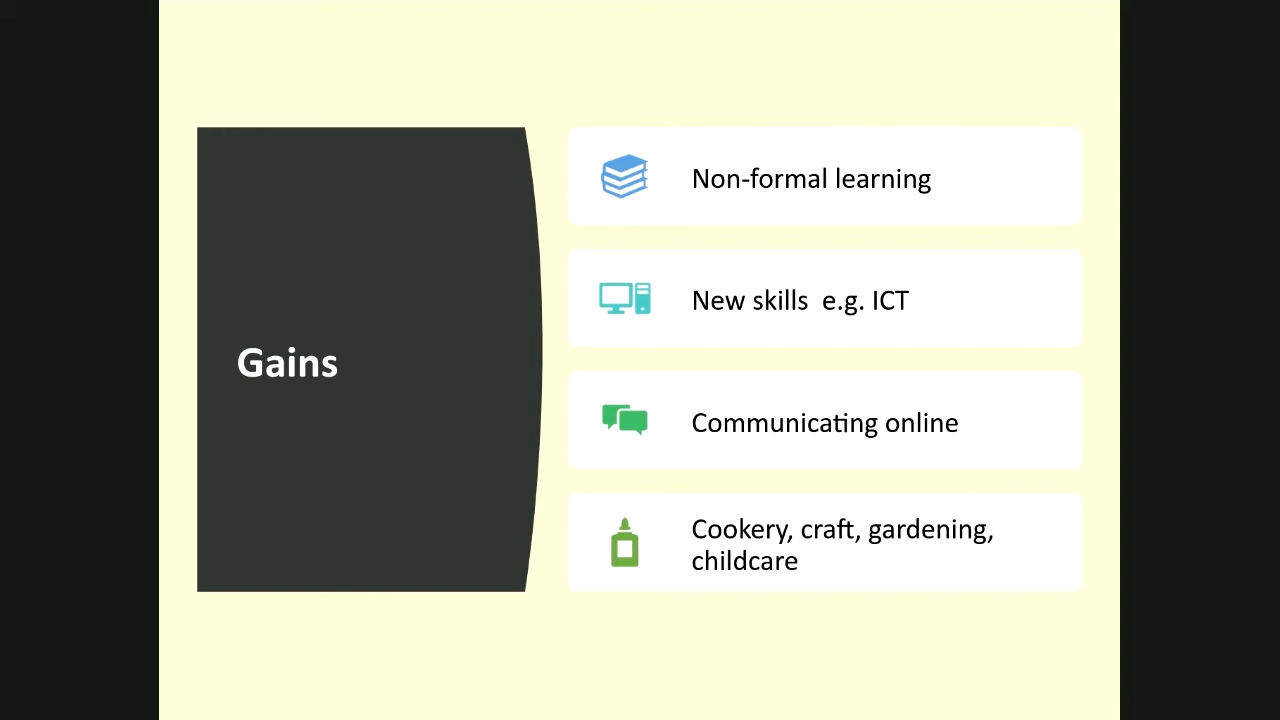 Gains
Non-formal learning
New skills  e.g. ICT
Communicating online
Cookery, craft, gardening,
childcare